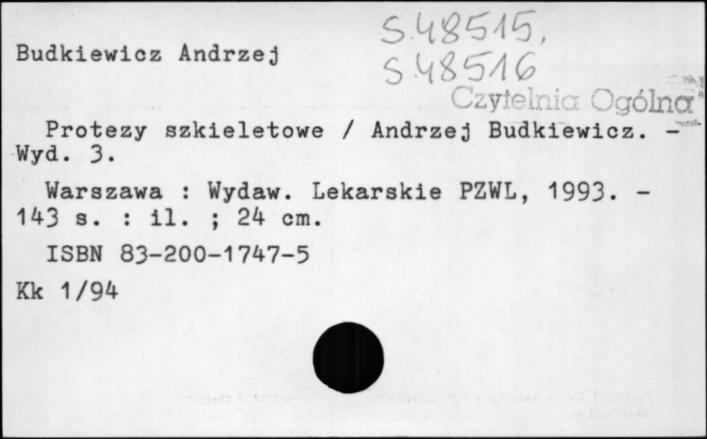 S.48515,
Budkiewicz Andrzej
S.48516
Czytelnia Ogólna
Protezy szkieletowe / Andrzej Budkiewicz. —
Wyd. 3.
Warszawa : Wydaw. Lekarskie PZWL, 1993. —
143 s. : il. ; 24 cm.
ISBN 83-200-1747-5
Kk 1/94